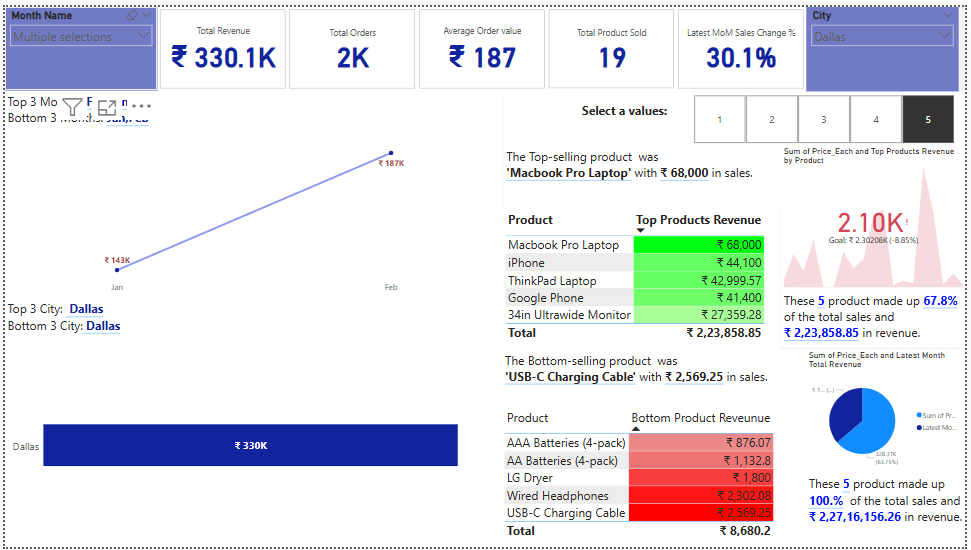 Month Name
Multiple selections
Total Revenue
₹ 330.1K
Total Orders
2K
Average Order value
₹ 187
Total Product Sold
19
Latest MoM Sales Change %
30.1%
City
Dallas
Top 3 Mo
Bottom 3
Select a values:
1
2
3
4
5
₹ 143K
₹ 187K
Jan
Feb
Top 3 City: Dallas
Bottom 3 City: Dallas
Dallas
₹ 330K
The Top-selling product was
'Macbook Pro Laptop' with ₹ 68,000 in sales.
Product Top Products Revenue
Macbook Pro Laptop ₹ 68,000
iPhone ₹ 44,100
ThinkPad Laptop ₹ 42,999.57
Google Phone ₹ 41,400
34in Ultrawide Monitor ₹ 27,359.28
Total ₹ 2,23,858.85
The Bottom-selling product was
'USB-C Charging Cable' with ₹ 2,569.25 in sales.
Product Bottom Product Reveunue
AAA Batteries (4-pack) ₹ 876.07
AA Batteries (4-pack) ₹ 1,132.8
LG Dryer ₹ 1,800
Wired Headphones ₹ 2,302.08
USB-C Charging Cable ₹ 2,569.25
Total ₹ 8,680.2
Sum of Price_Each and Top Products Revenue
by Product
2.10K!
Goal: ₹ 2.30208K (-8.85%)
These 5 product made up 67.8%
of the total sales and
₹ 2,23,858.85 in revenue.
Sum of Price_Each and Latest Month
Total Revenue
₹ 1... (...)
Sum of Pr...
Latest Mo...
328.31K
(63.75%)
These 5 product made up
100.% of the total sales and
₹ 2,27,16,156.26 in revenue.